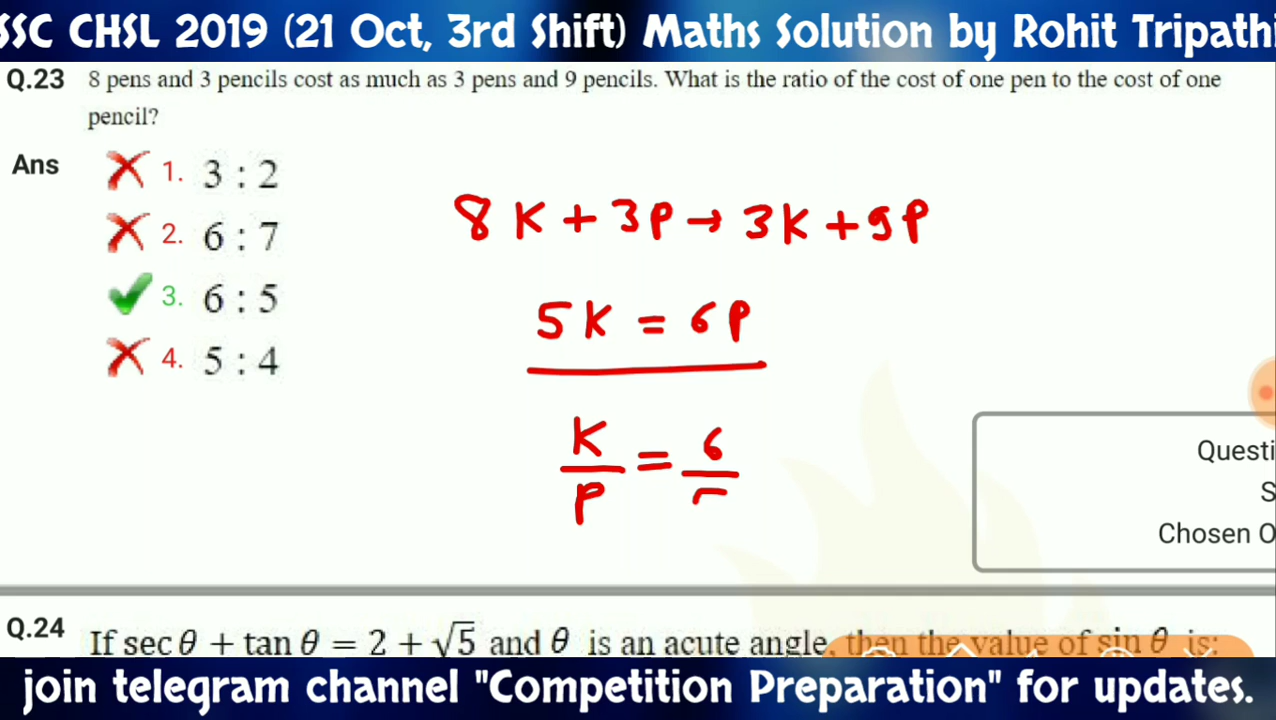 SSC CHSL 2019 (21 Oct, 3rd Shift) Maths Solution by Rohit Tripathi
Q.23 8 pens and 3 pencils cost as much as 3 pens and 9 pencils. What is the ratio of the cost of one pen to the cost of one
pencil?
Ans
1. 3 : 2
2. 6 : 7
3. 6 : 5
4. 5 : 4
8K + 3P → 3K + 9P
5K = 6P
K/P = 6/
Questi
S
Chosen O
Q.24 If sec θ + tan θ = 2 + √5 and θ is an acute angle, then the value of sin θ is:
join telegram channel "Competition Preparation" for updates.